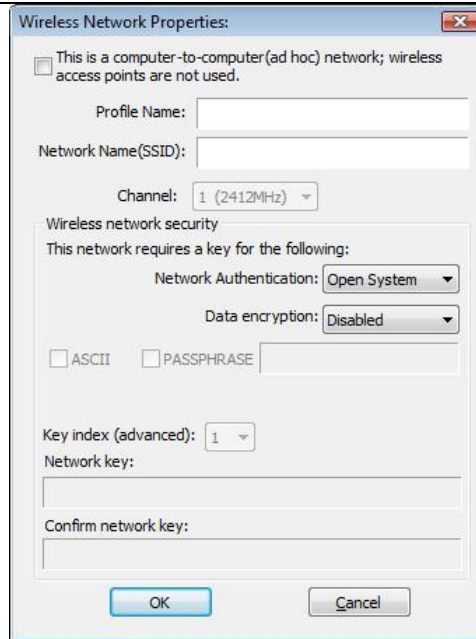 Wireless Network Properties:
This is a computer-to-computer(ad hoc) network; wireless
access points are not used.
Profile Name:
Network Name(SSID):
Channel: 1 (2412MHz)
Wireless network security
This network requires a key for the following:
Network Authentication: Open System
Data encryption: Disabled
ASCII PASSPHRASE
Key index (advanced): 1
Network key:
Confirm network key:
OK Cancel